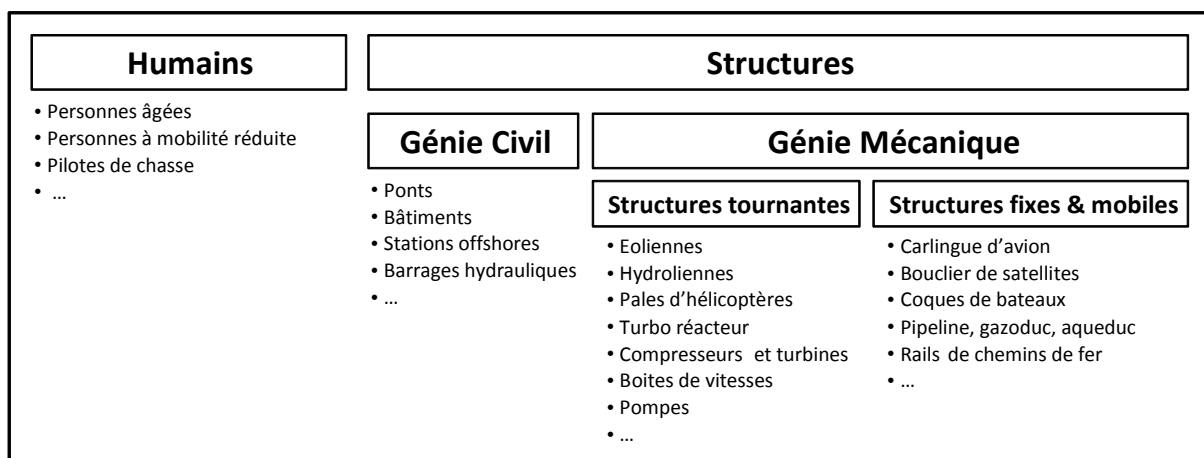 Humains
• Personnes âgées
• Personnes à mobilité réduite
• Pilotes de chasse
• ...
Structures
Génie Civil
• Ponts
• Bâtiments
• Stations offshores
• Barrages hydrauliques
• ...
Génie Mécanique
Structures tournantes
• Eoliennes
• Hydroliennes
• Pales d’hélicoptères
• Turbo réacteur
• Compresseurs et turbines
• Boites de vitesses
• Pompes
• ...
Structures fixes & mobiles
• Carlingue d’avion
• Bouclier de satellites
• Coques de bateaux
• Pipeline, gazoduc, aqueduc
• Rails de chemins de fer
• ...